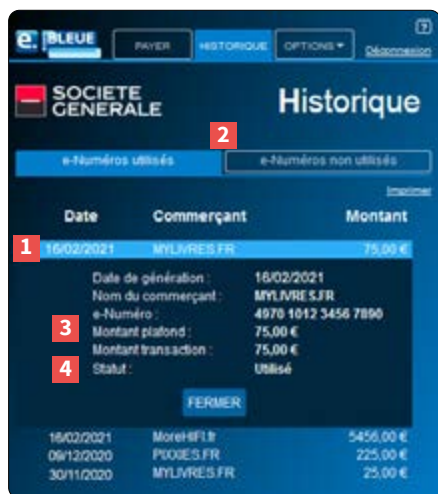 e. BLEUE PAYER HISTORIQUE OPTIONS ?
Déconnexion
SOCIETE
GENERALE
Historique
2
e-Numéros utilisés e-Numéros non utilisés
Imprimer
Date Commerçant Montant
1 16/02/2021 MYLIVRES.FR 75,00 €
Date de génération : 16/02/2021
Nom du commerçant : MYLIVRES.FR
e-Numéro : 4970 1012 3456 7890
3 Montant plafond : 75,00 €
Montant transaction : 75,00 €
4 Statut : Utilisé
FERMER
16/02/2021 MoreHIFI.fr 5456,00 €
09/12/2020 PIXXIES.FR 225,00 €
30/11/2020 MYLIVRES.FR 25,00 €